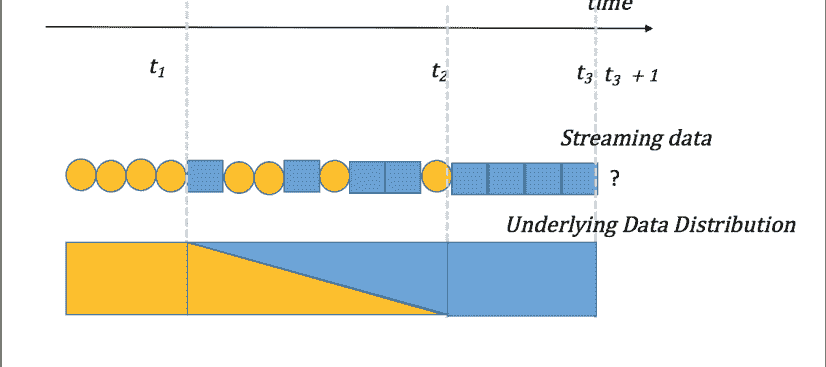 time
t1
t2
t3 t3 + 1
Streaming data
?
Underlying Data Distribution